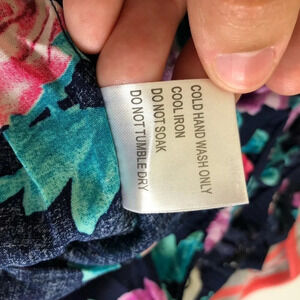 COLD HAND WASH ONLY
COOL IRON
DO NOT SOAK
DO NOT TUMBLE DRY